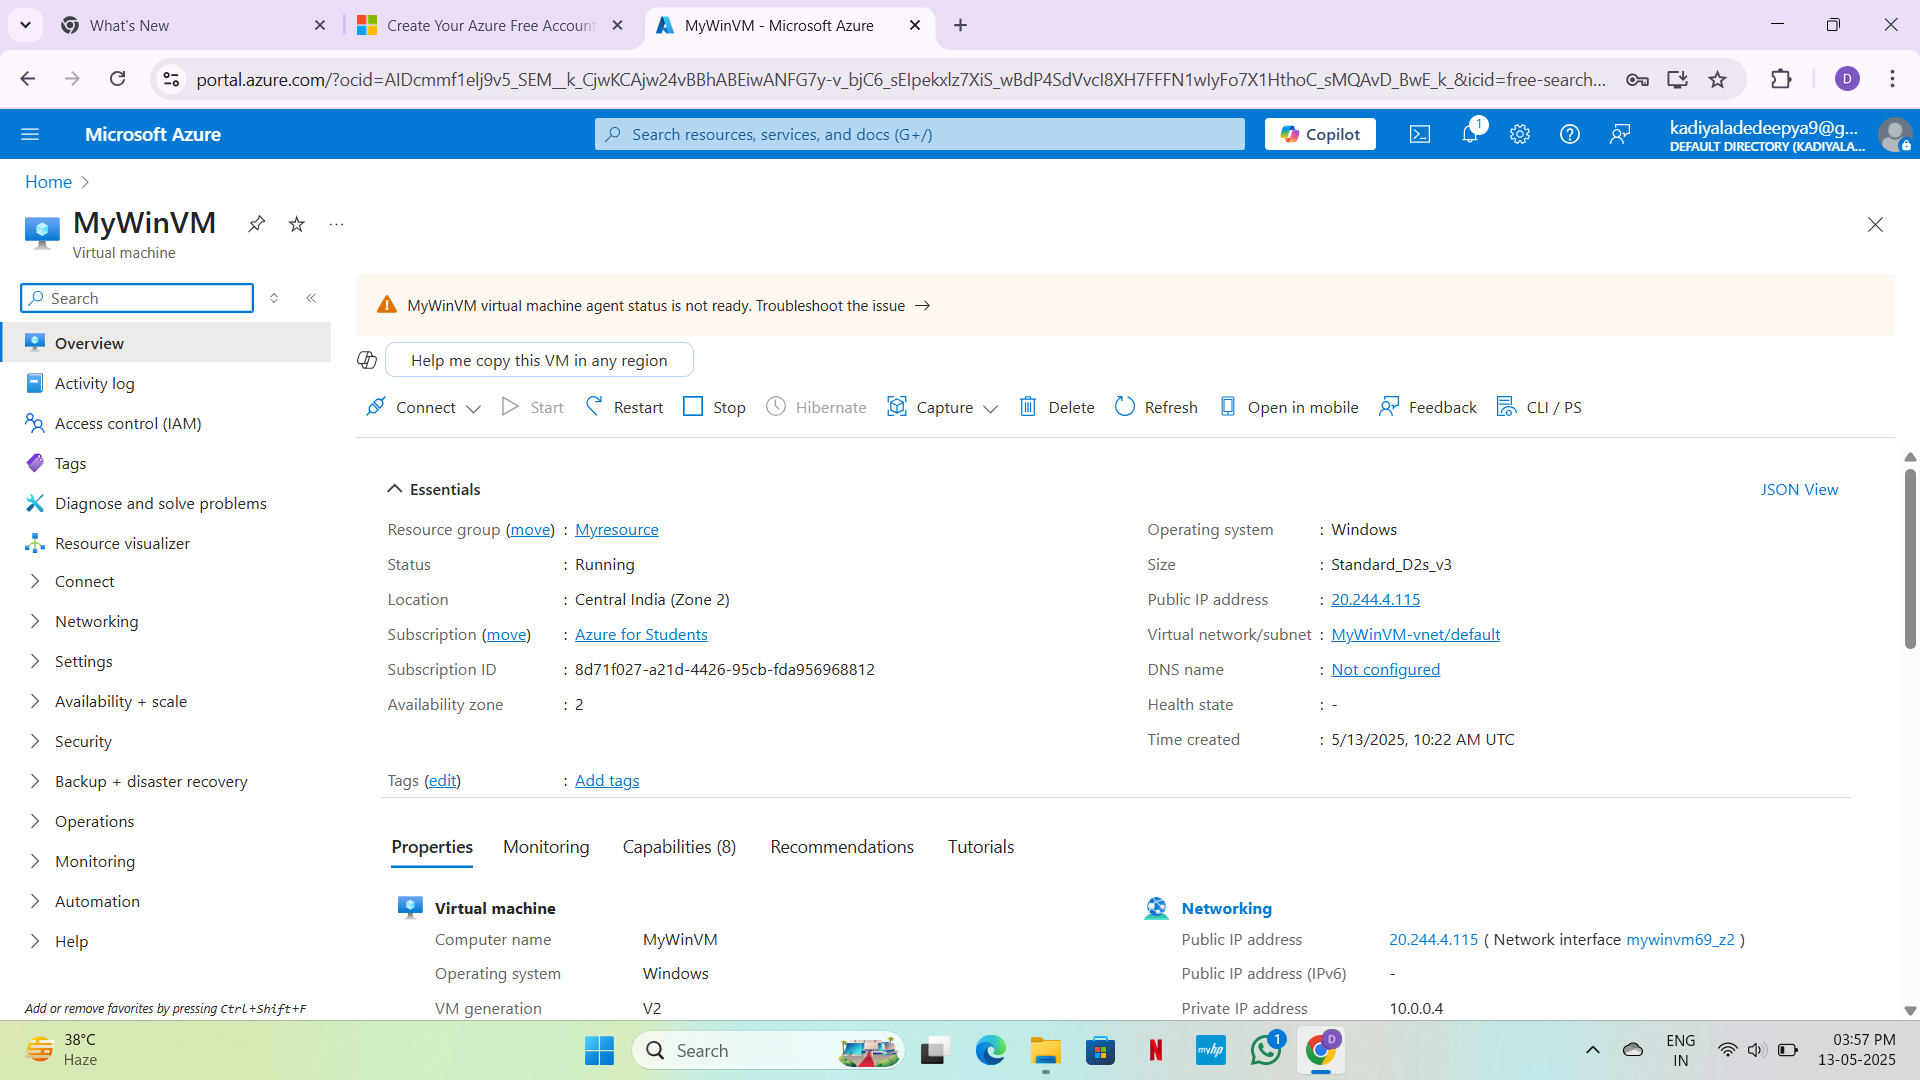 What's New
Create Your Azure Free Account
MyWinVM - Microsoft Azure
portal.azure.com/?ocid=AIDcmmf1elj9v5_SEM__k_CjwKCAjw24vBBhABEiwANFG7y-v_bjC6_sEIpekxlz7XiS_wBdP4SdVvcI8XH7FFFN1wIyFo7X1HthoC_sMQAvD_BwE_k_&icid=free-search...
D
Microsoft Azure
Search resources, services, and docs (G+/)
Copilot
1
kadiyaladedeepya9@g...
DEFAULT DIRECTORY (KADIYALA...
Home
MyWinVM
Virtual machine
Search
MyWinVM virtual machine agent status is not ready. Troubleshoot the issue →
Help me copy this VM in any region
Connect
Start
Restart
Stop
Hibernate
Capture
Delete
Refresh
Open in mobile
Feedback
CLI / PS
Overview
Activity log
Access control (IAM)
Tags
Diagnose and solve problems
Resource visualizer
Connect
Networking
Settings
Availability + scale
Security
Backup + disaster recovery
Operations
Monitoring
Automation
Help
Add or remove favorites by pressing Ctrl+Shift+F
Essentials
JSON View
Resource group (move) : Myresource
Status : Running
Location : Central India (Zone 2)
Subscription (move) : Azure for Students
Subscription ID : 8d71f027-a21d-4426-95cb-fda956968812
Availability zone : 2
Operating system : Windows
Size : Standard_D2s_v3
Public IP address : 20.244.4.115
Virtual network/subnet : MyWinVM-vnet/default
DNS name : Not configured
Health state : -
Time created : 5/13/2025, 10:22 AM UTC
Tags (edit) : Add tags
Properties
Monitoring
Capabilities (8)
Recommendations
Tutorials
Virtual machine
Computer name MyWinVM
Operating system Windows
VM generation V2
Networking
Public IP address 20.244.4.115 ( Network interface mywinvm69_z2 )
Public IP address (IPv6) -
Private IP address 10.0.0.4
38°C
Haze
Search
N
myhp
1
D
ENG
IN
03:57 PM
13-05-2025